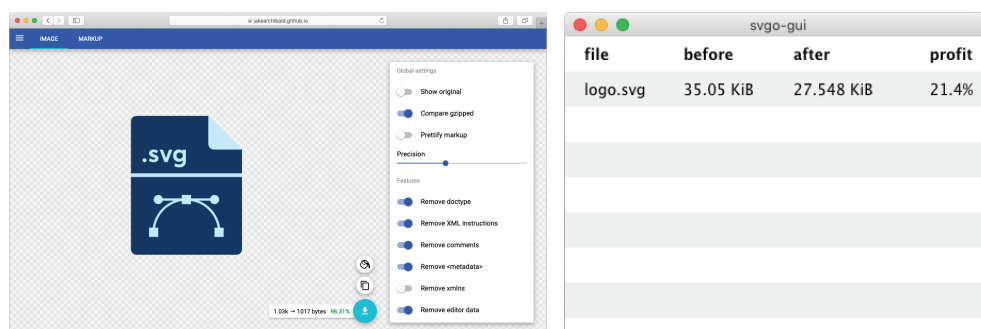 jakearchibald.github.io
IMAGE MARKUP
Global settings
Show original
Compare gzipped
Prettify markup
Precision
Features
Remove doctype
Remove XML instructions
Remove comments
Remove <metadata>
Remove xmlns
Remove editor data
.svg
1.03k → 1017 bytes 96.31%
svgo-gui
file before after profit
logo.svg 35.05 KiB 27.548 KiB 21.4%